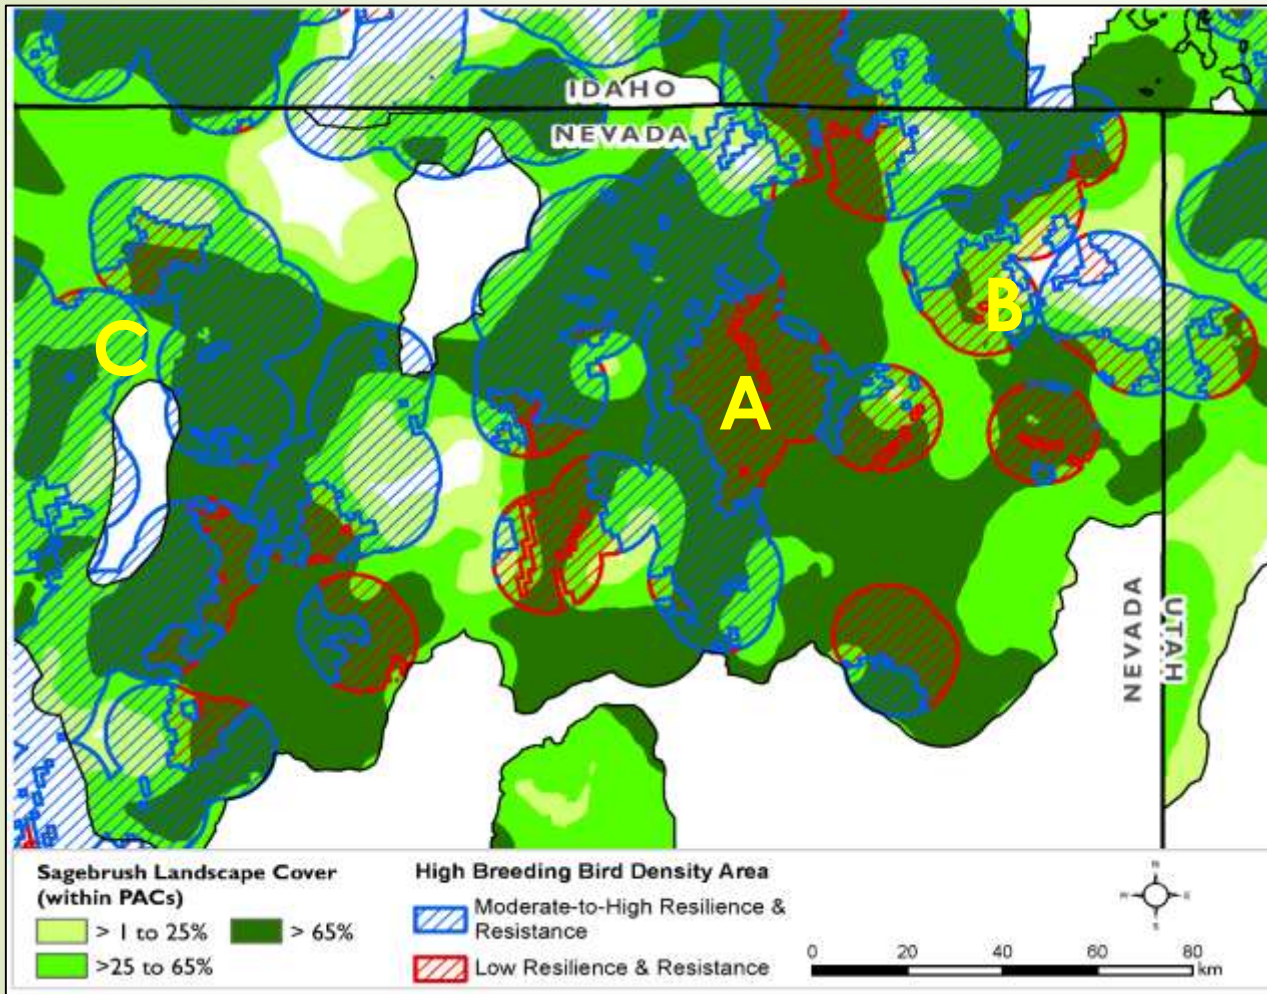 IDAHO
NEVADA
C
B
A
NEVADA
UTAH
Sagebrush Landscape Cover
(within PACs)
> 1 to 25%
> 65%
>25 to 65%
High Breeding Bird Density Area
Moderate-to-High Resilience &
Resistance
Low Resilience & Resistance
N
W
E
S
0 20 40 60 80
km